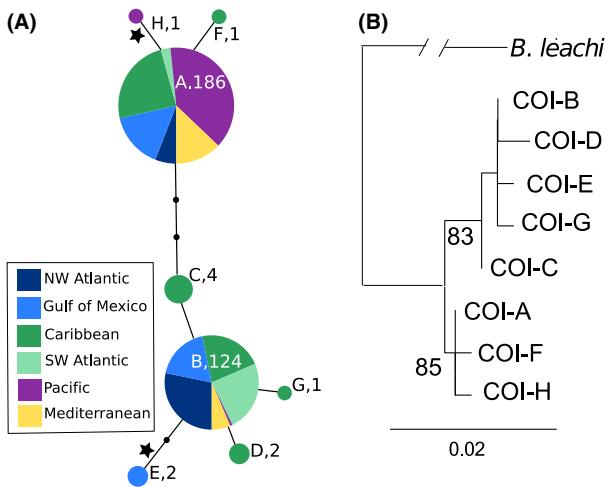 (A)
H,1
F,1
A.186
C,4
B,124
G,1
D,2
E,2
NW Atlantic
Gulf of Mexico
Caribbean
SW Atlantic
Pacific
Mediterranean
(B)
B. leachi
COI-B
COI-D
COI-E
COI-G
83
COI-C
COI-A
COI-F
85
COI-H
0.02